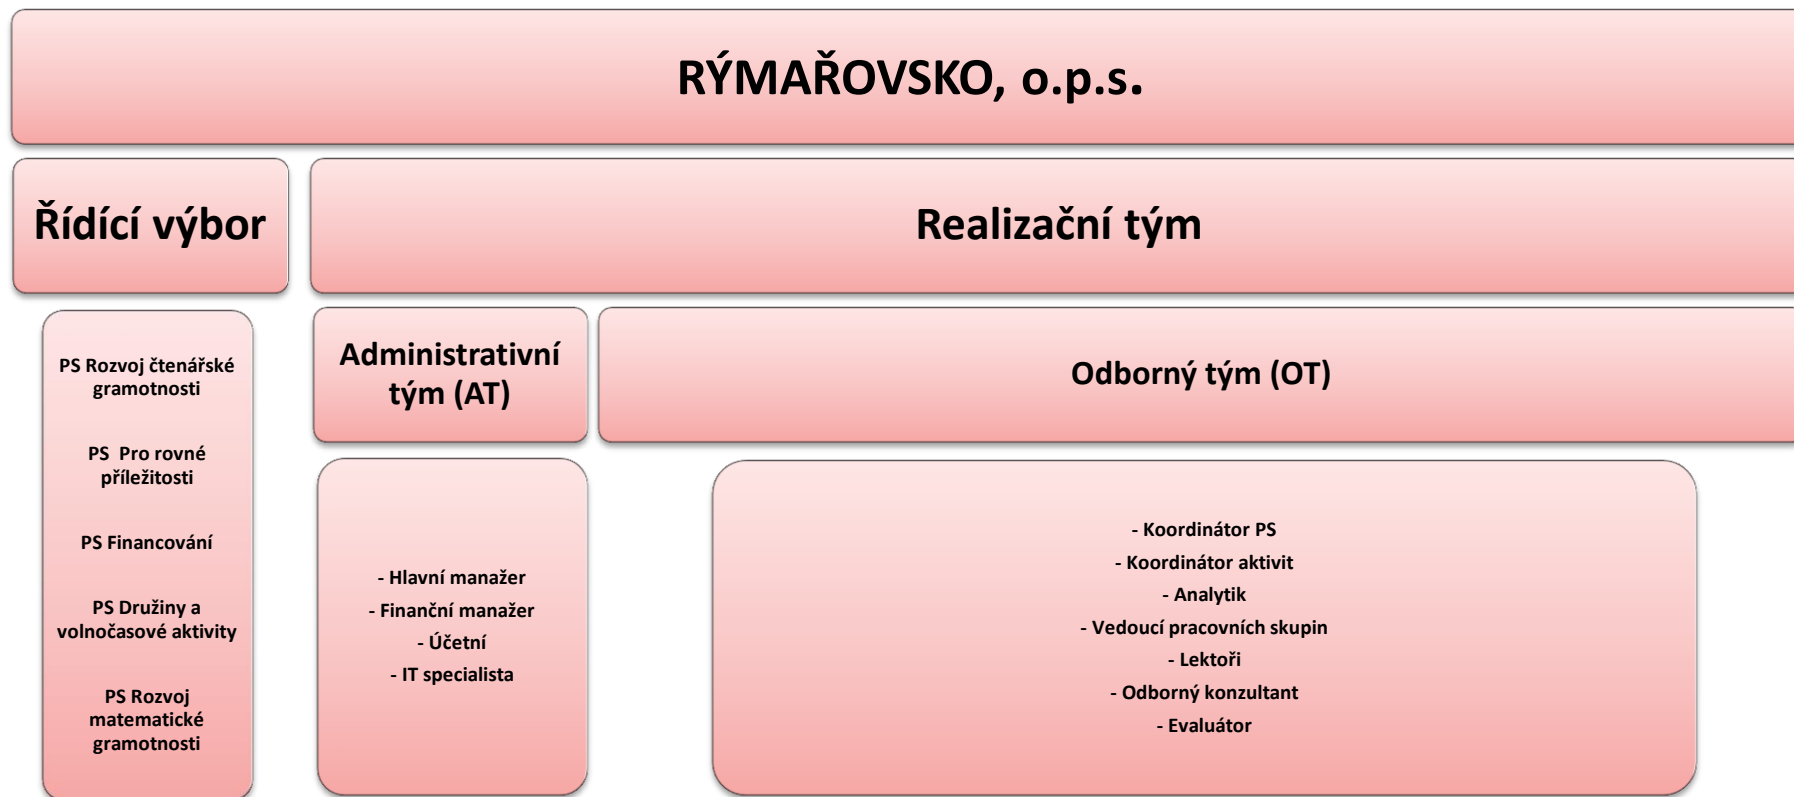 RÝMAŘOVSKO, o.p.s.
Řídící výbor
Realizační tým
PS Rozvoj čtenářské
gramotnosti
PS  Pro rovné
příležitosti
PS Financování
PS Družiny a
volnočasové aktivity
PS Rozvoj
matematické
gramotnosti
Administrativní
tým (AT)
- Hlavní manažer
- Finanční manažer
- Účetní
- IT specialista
Odborný tým (OT)
- Koordinátor PS
- Koordinátor aktivit
- Analytik
- Vedoucí pracovních skupin
- Lektoři
- Odborný konzultant
- Evaluátor